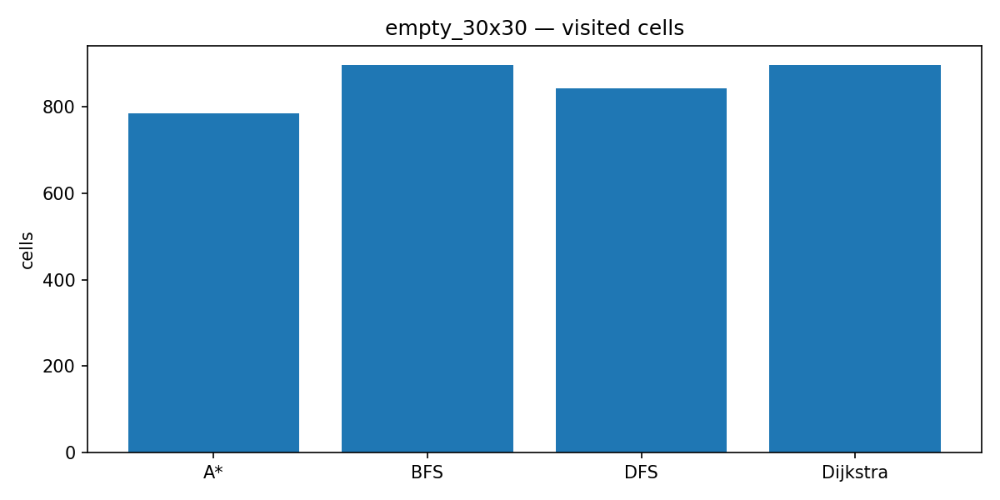 empty_30x30 — visited cells
cells
800
600
400
200
0
A*
BFS
DFS
Dijkstra